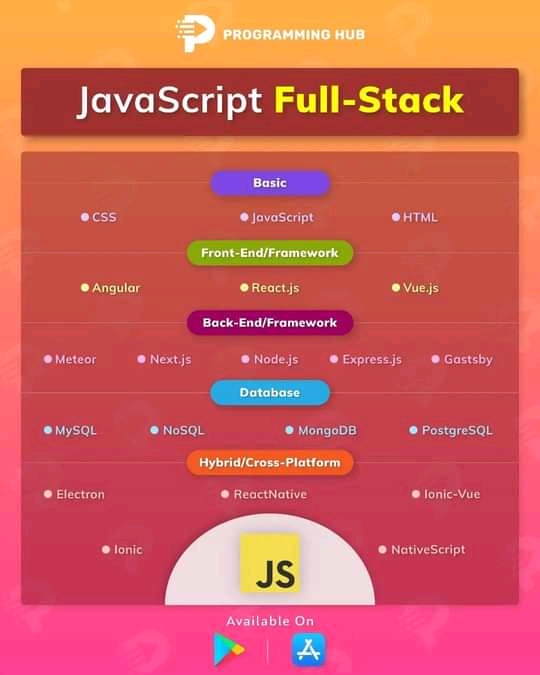 PROGRAMMING HUB
JavaScript Full-Stack
Basic
CSS JavaScript HTML
Front-End/Framework
Angular React.js Vue.js
Back-End/Framework
Meteor Next.js Node.js Express.js Gastsby
Database
MySQL NoSQL MongoDB PostgreSQL
Hybrid/Cross-Platform
Electron ReactNative Ionic-Vue
Ionic NativeScript
JS
Available On